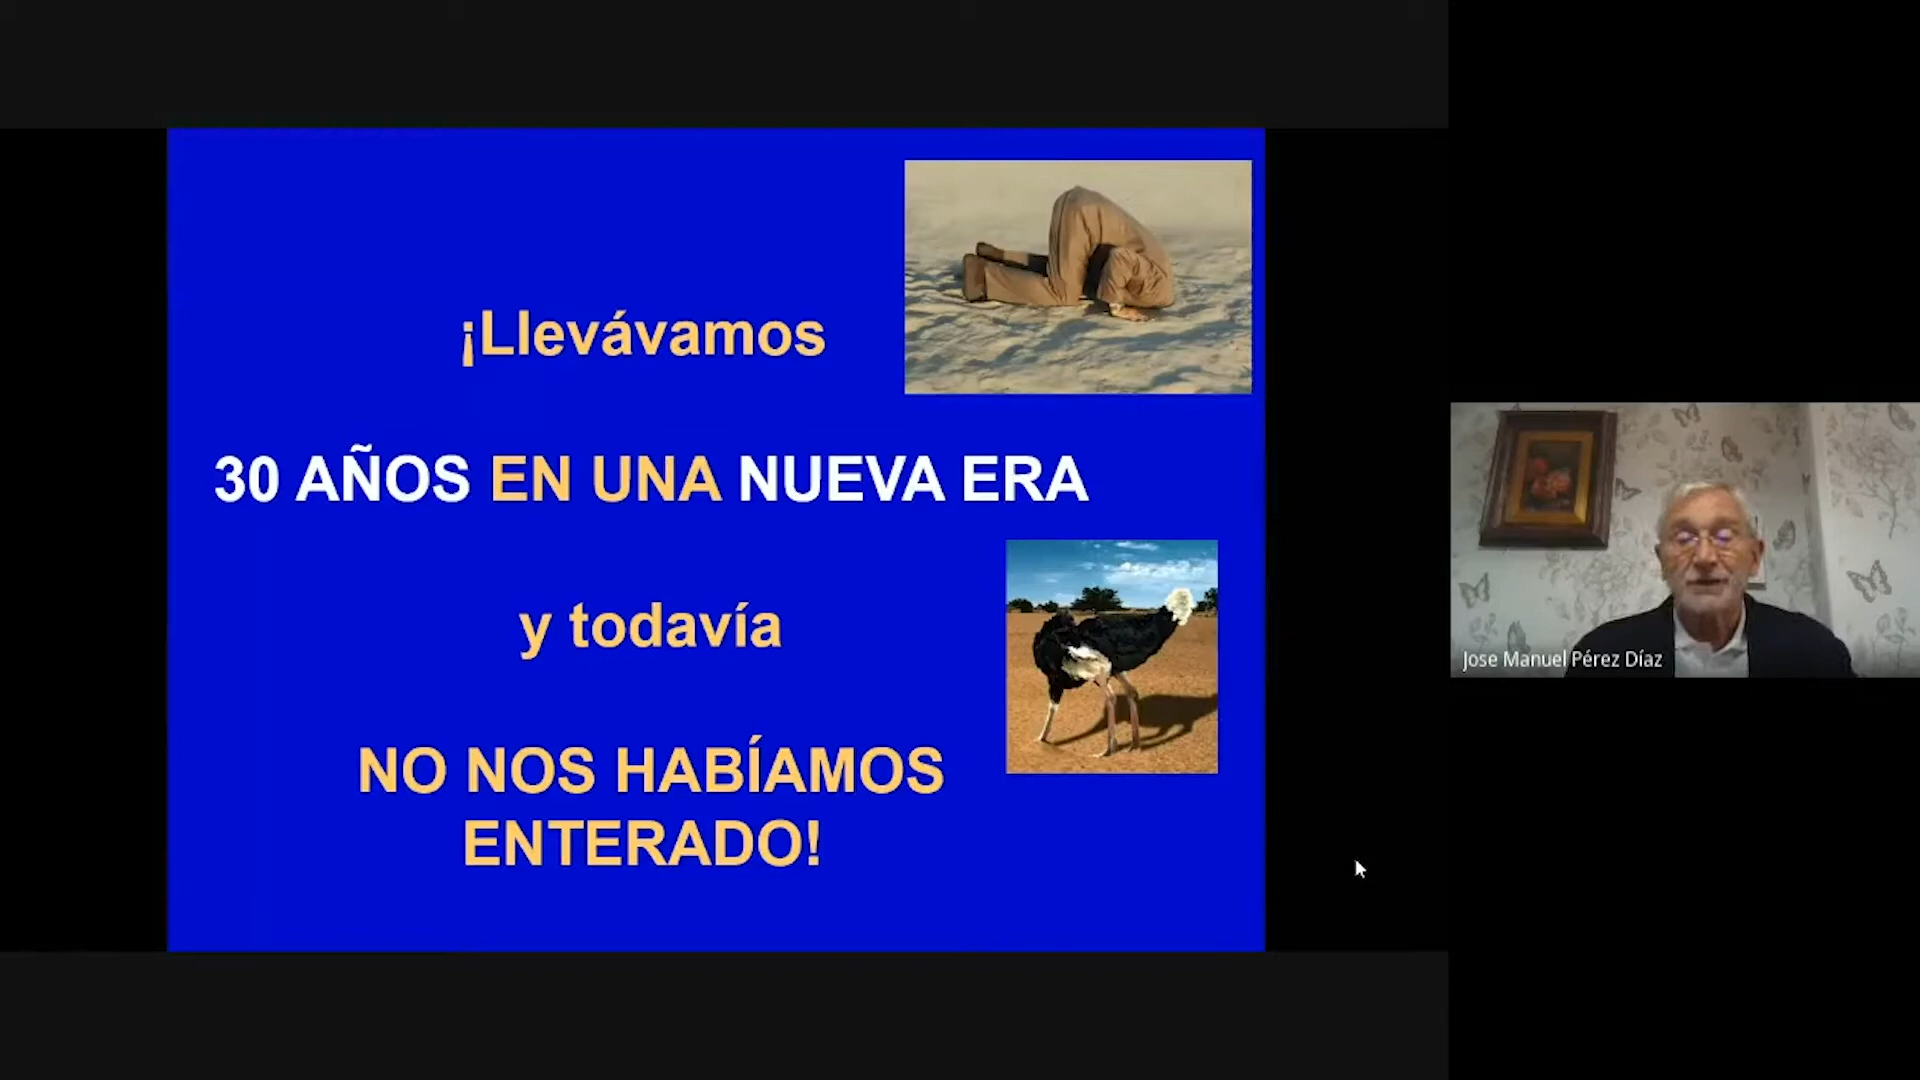 ¡Llevávamos
30 AÑOS EN UNA NUEVA ERA
y todavía
NO NOS HABÍAMOS
ENTERADO!
Jose Manuel Pérez Díaz